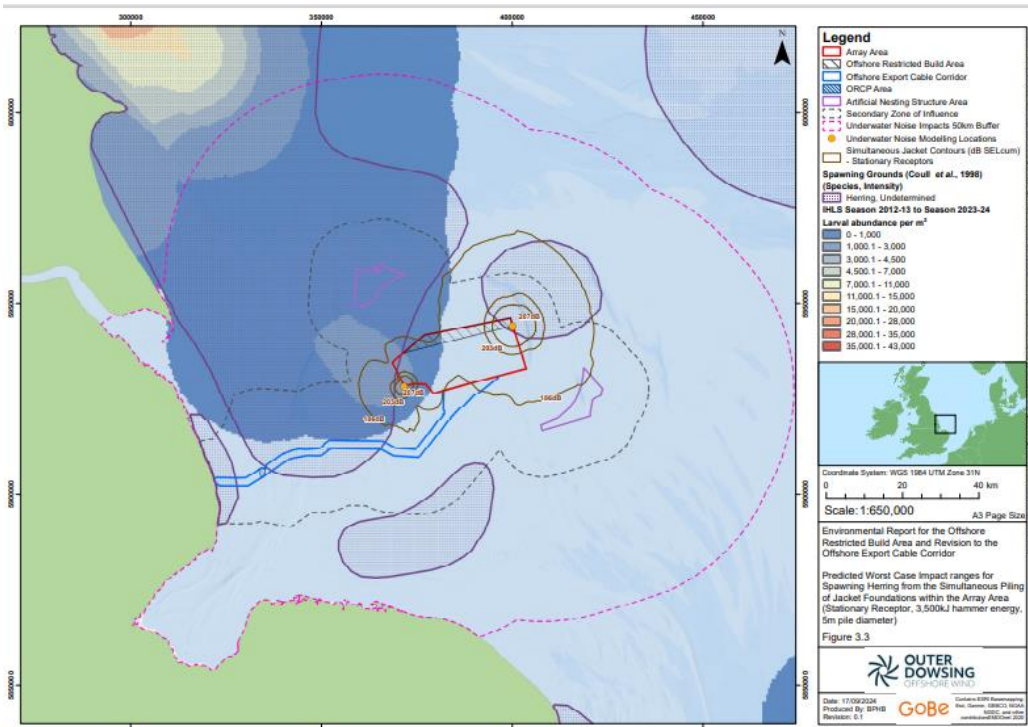 300000
350000
400000
450000
N
6000000
5950000
5900000
5850000
207dB
203dB
186dB
207dB
203dB
186dB
Legend
Array Area
Offshore Restricted Build Area
Offshore Export Cable Corridor
ORCP Area
Artificial Nesting Structure Area
Secondary Zone of Influence
Underwater Noise Impacts 50km Buffer
Underwater Noise Modelling Locations
Simultaneous Jacket Contours (dB SELcum)
- Stationary Receptors
Spawning Grounds (Coull et al., 1998)
(Species, Intensity)
Herring, Undetermined
IHLS Season 2012-13 to Season 2023-24
Larval abundance per m²
0 - 1,000
1,000.1 - 3,000
3,000.1 - 4,500
4,500.1 - 7,000
7,000.1 - 11,000
11,000.1 - 15,000
15,000.1 - 20,000
20,000.1 - 28,000
28,000.1 - 35,000
35,000.1 - 43,000
Coordinate System: WGS 1984 UTM Zone 31N
0 20 40 km
Scale: 1:650,000
A3 Page Size
Environmental Report for the Offshore
Restricted Build Area and Revision to the
Offshore Export Cable Corridor
Predicted Worst Case Impact ranges for
Spawning Herring from the Simultaneous Piling
of Jacket Foundations within the Array Area
(Stationary Receptor, 3,500kJ hammer energy,
5m pile diameter)
Figure 3.3
OUTER
DOWSING
OFFSHORE WIND
Date: 17/09/2024
Produced By: BPHB
Revision: 0.1
GoBe